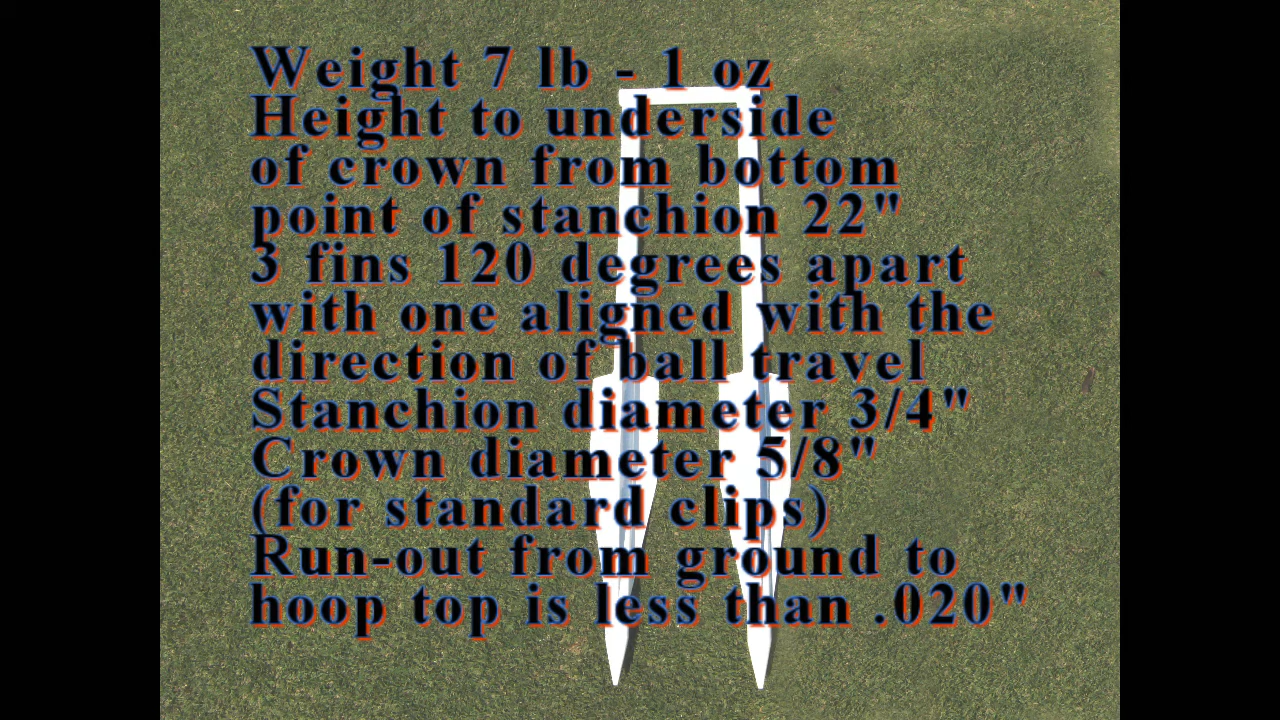 Weight 7 lb - 1 oz
Height to underside
of crown from bottom
point of stanchion 22"
3 fins 120 degrees apart
with one aligned with the
direction of ball travel
Stanchion diameter 3/4"
Crown diameter 5/8"
(for standard clips)
Run-out from ground to
hoop top is less than .020"